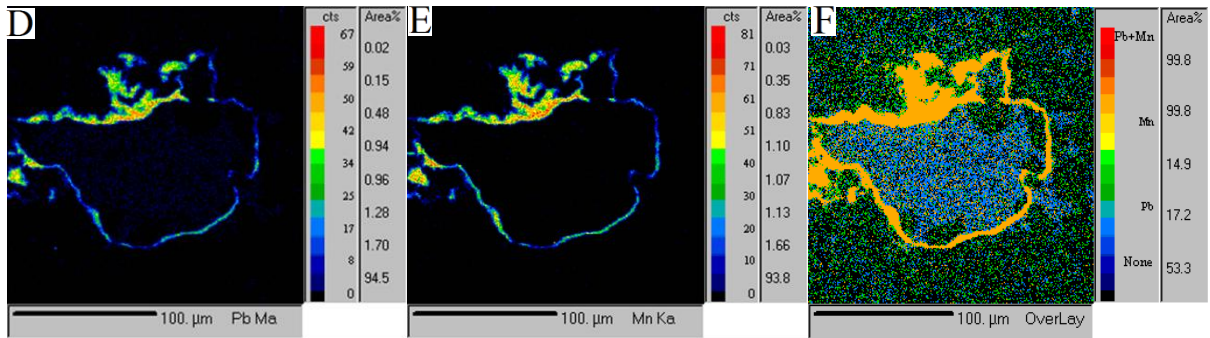 D
cts
Area%
67
0.02
59
0.15
50
0.52
42
0.94
34
0.96
25
1.28
17
1.70
8
94.5
0
100. µm
Pb Ma
E
cts
Area%
81
0.03
71
0.35
61
0.83
51
1.10
40
1.07
30
1.13
20
1.66
10
93.8
0
100. µm
Mn Ka
F
Area%
Pb+Mn
99.8
99.8
Mn
14.9
Pb
17.2
None
53.3
100. µm
OverLay